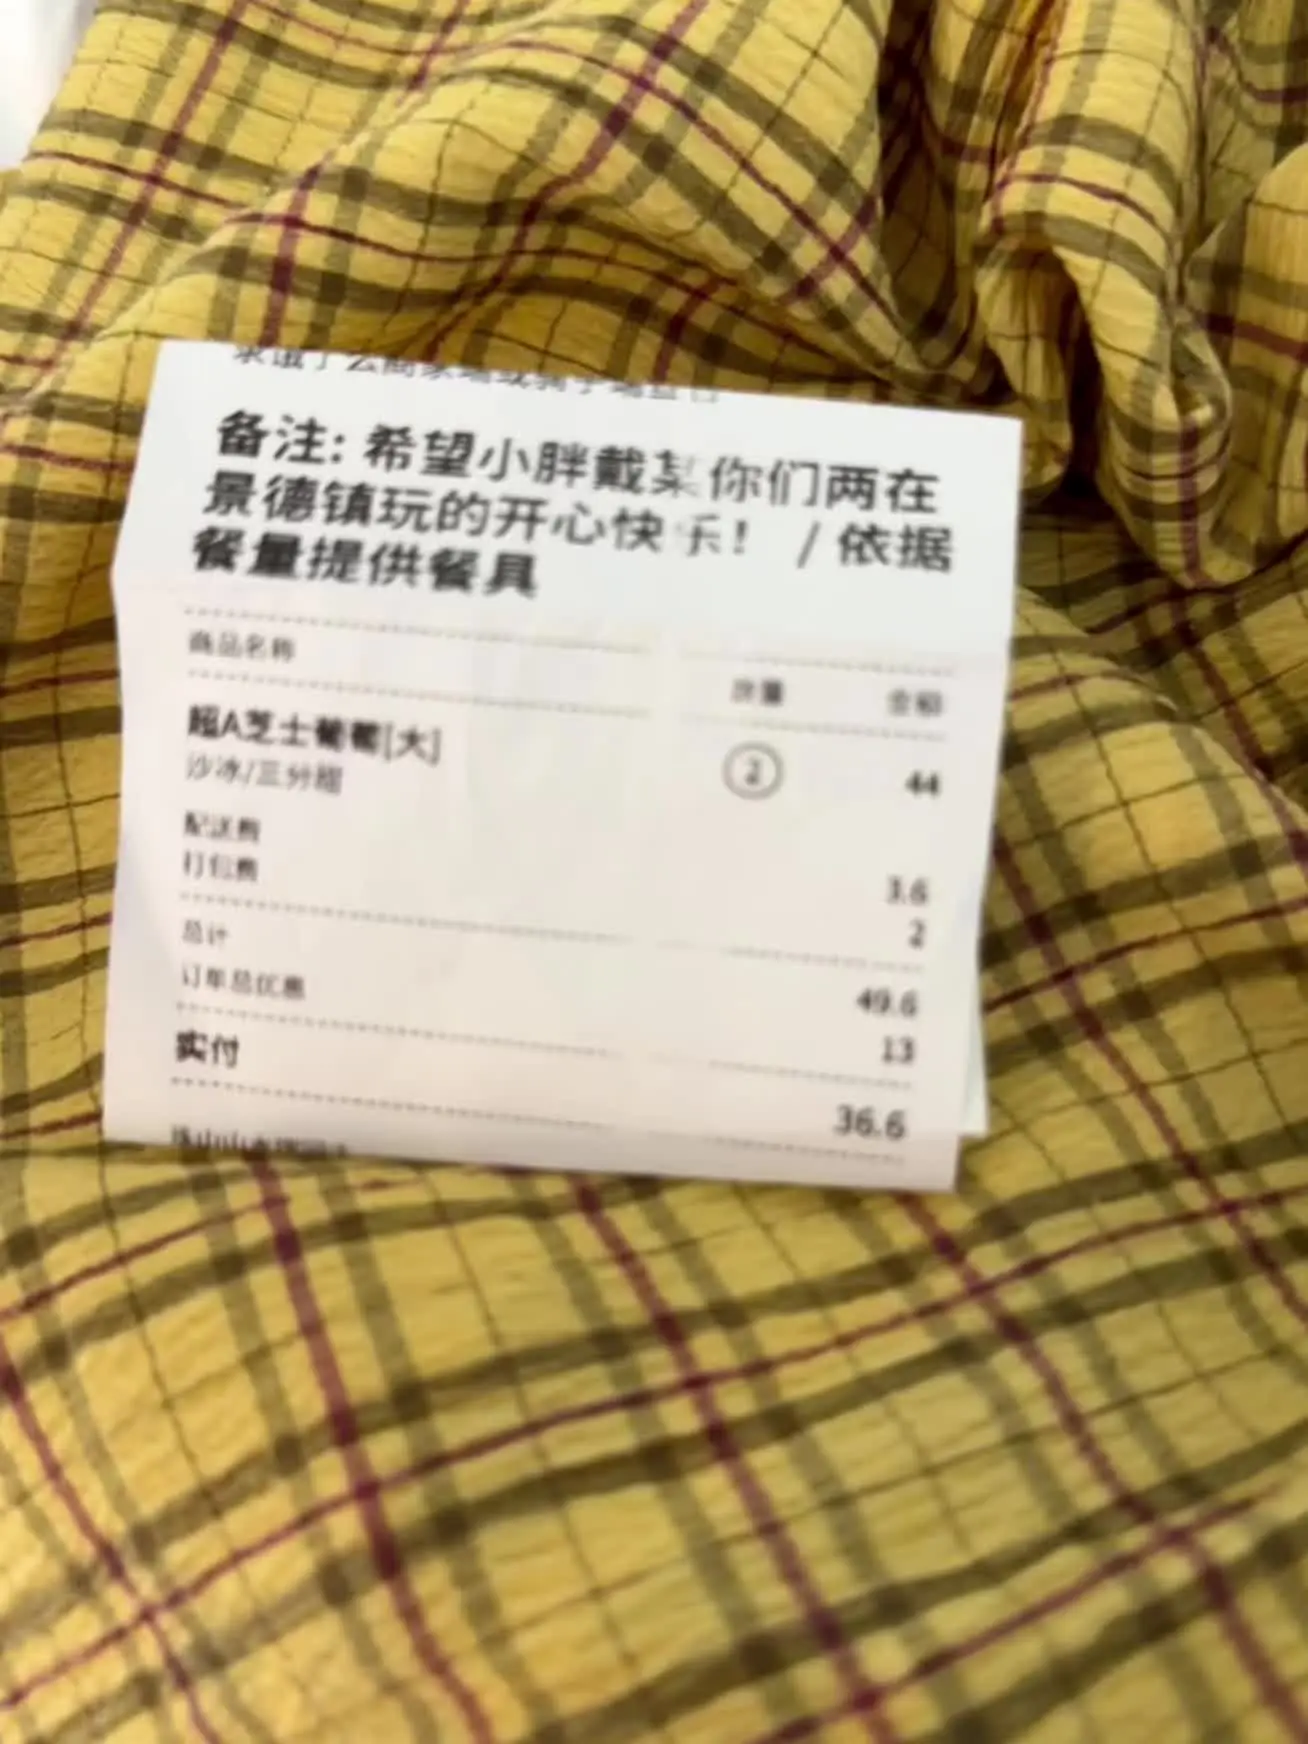 备注: 希望小胖戴某你们两在
景德镇玩的开心快乐! / 依据
餐量提供餐具
商品名称 数量 金额
超A芝士葡萄[大] 2 44
沙冰/三分糖
配送费 3.6
打包费 2
总计 49.6
订单总优惠 13
实付 36.6